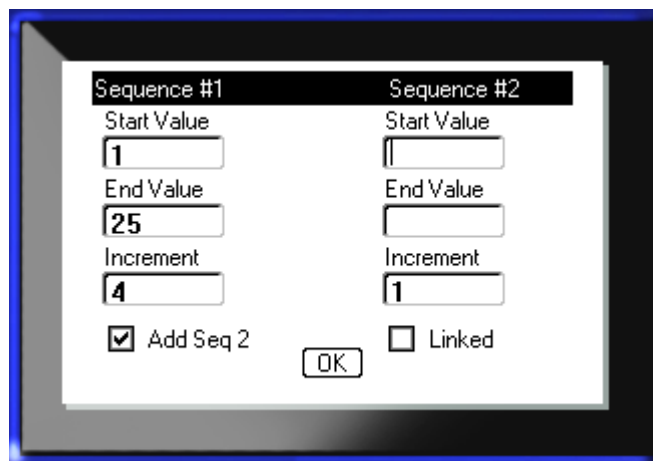 Sequence #1 Sequence #2
Start Value Start Value
1
End Value End Value
25
Increment Increment
4 1
Add Seq 2 Linked
OK